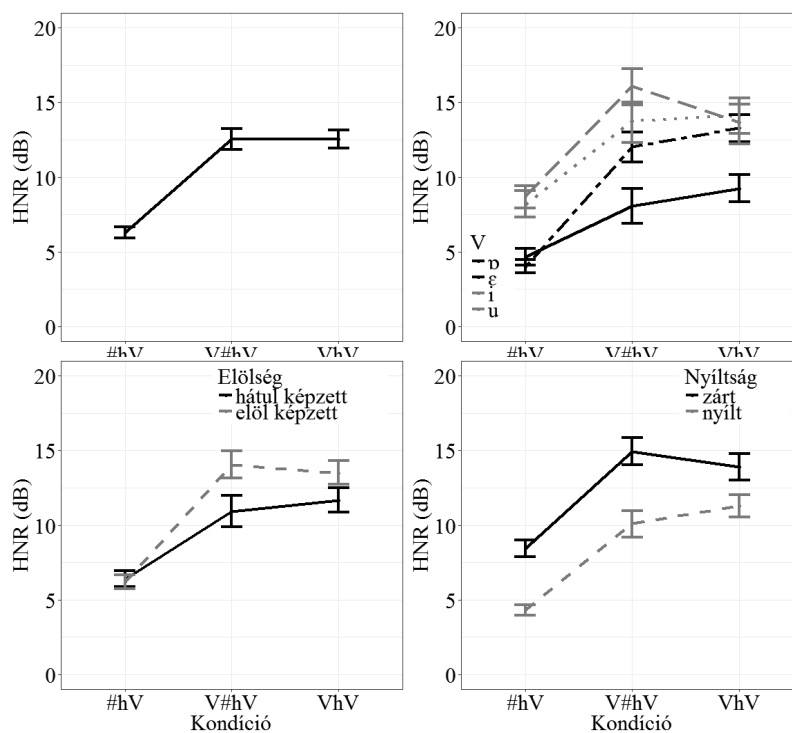 20
15
10
5
0
HNR (dB)
#hV V#hV VhV
20
15
10
5
0
HNR (dB)
V
ɒ
ɛ
i
u
#hV V#hV VhV
20
15
10
5
0
HNR (dB)
Elölség
hátul képzett
elöl képzett
#hV V#hV VhV
Kondíció
20
15
10
5
0
HNR (dB)
Nyíltság
zárt
nyílt
#hV V#hV VhV
Kondíció